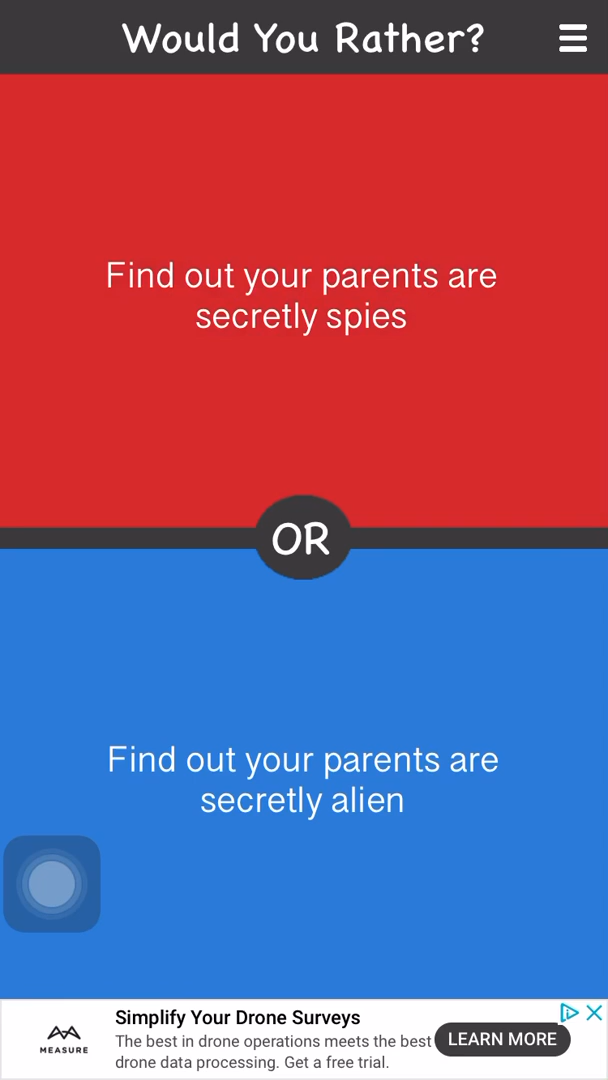 Would You Rather?
Find out your parents are
secretly spies
OR
Find out your parents are
secretly alien
MEASURE
Simplify Your Drone Surveys
The best in drone operations meets the best
drone data processing. Get a free trial.
LEARN MORE